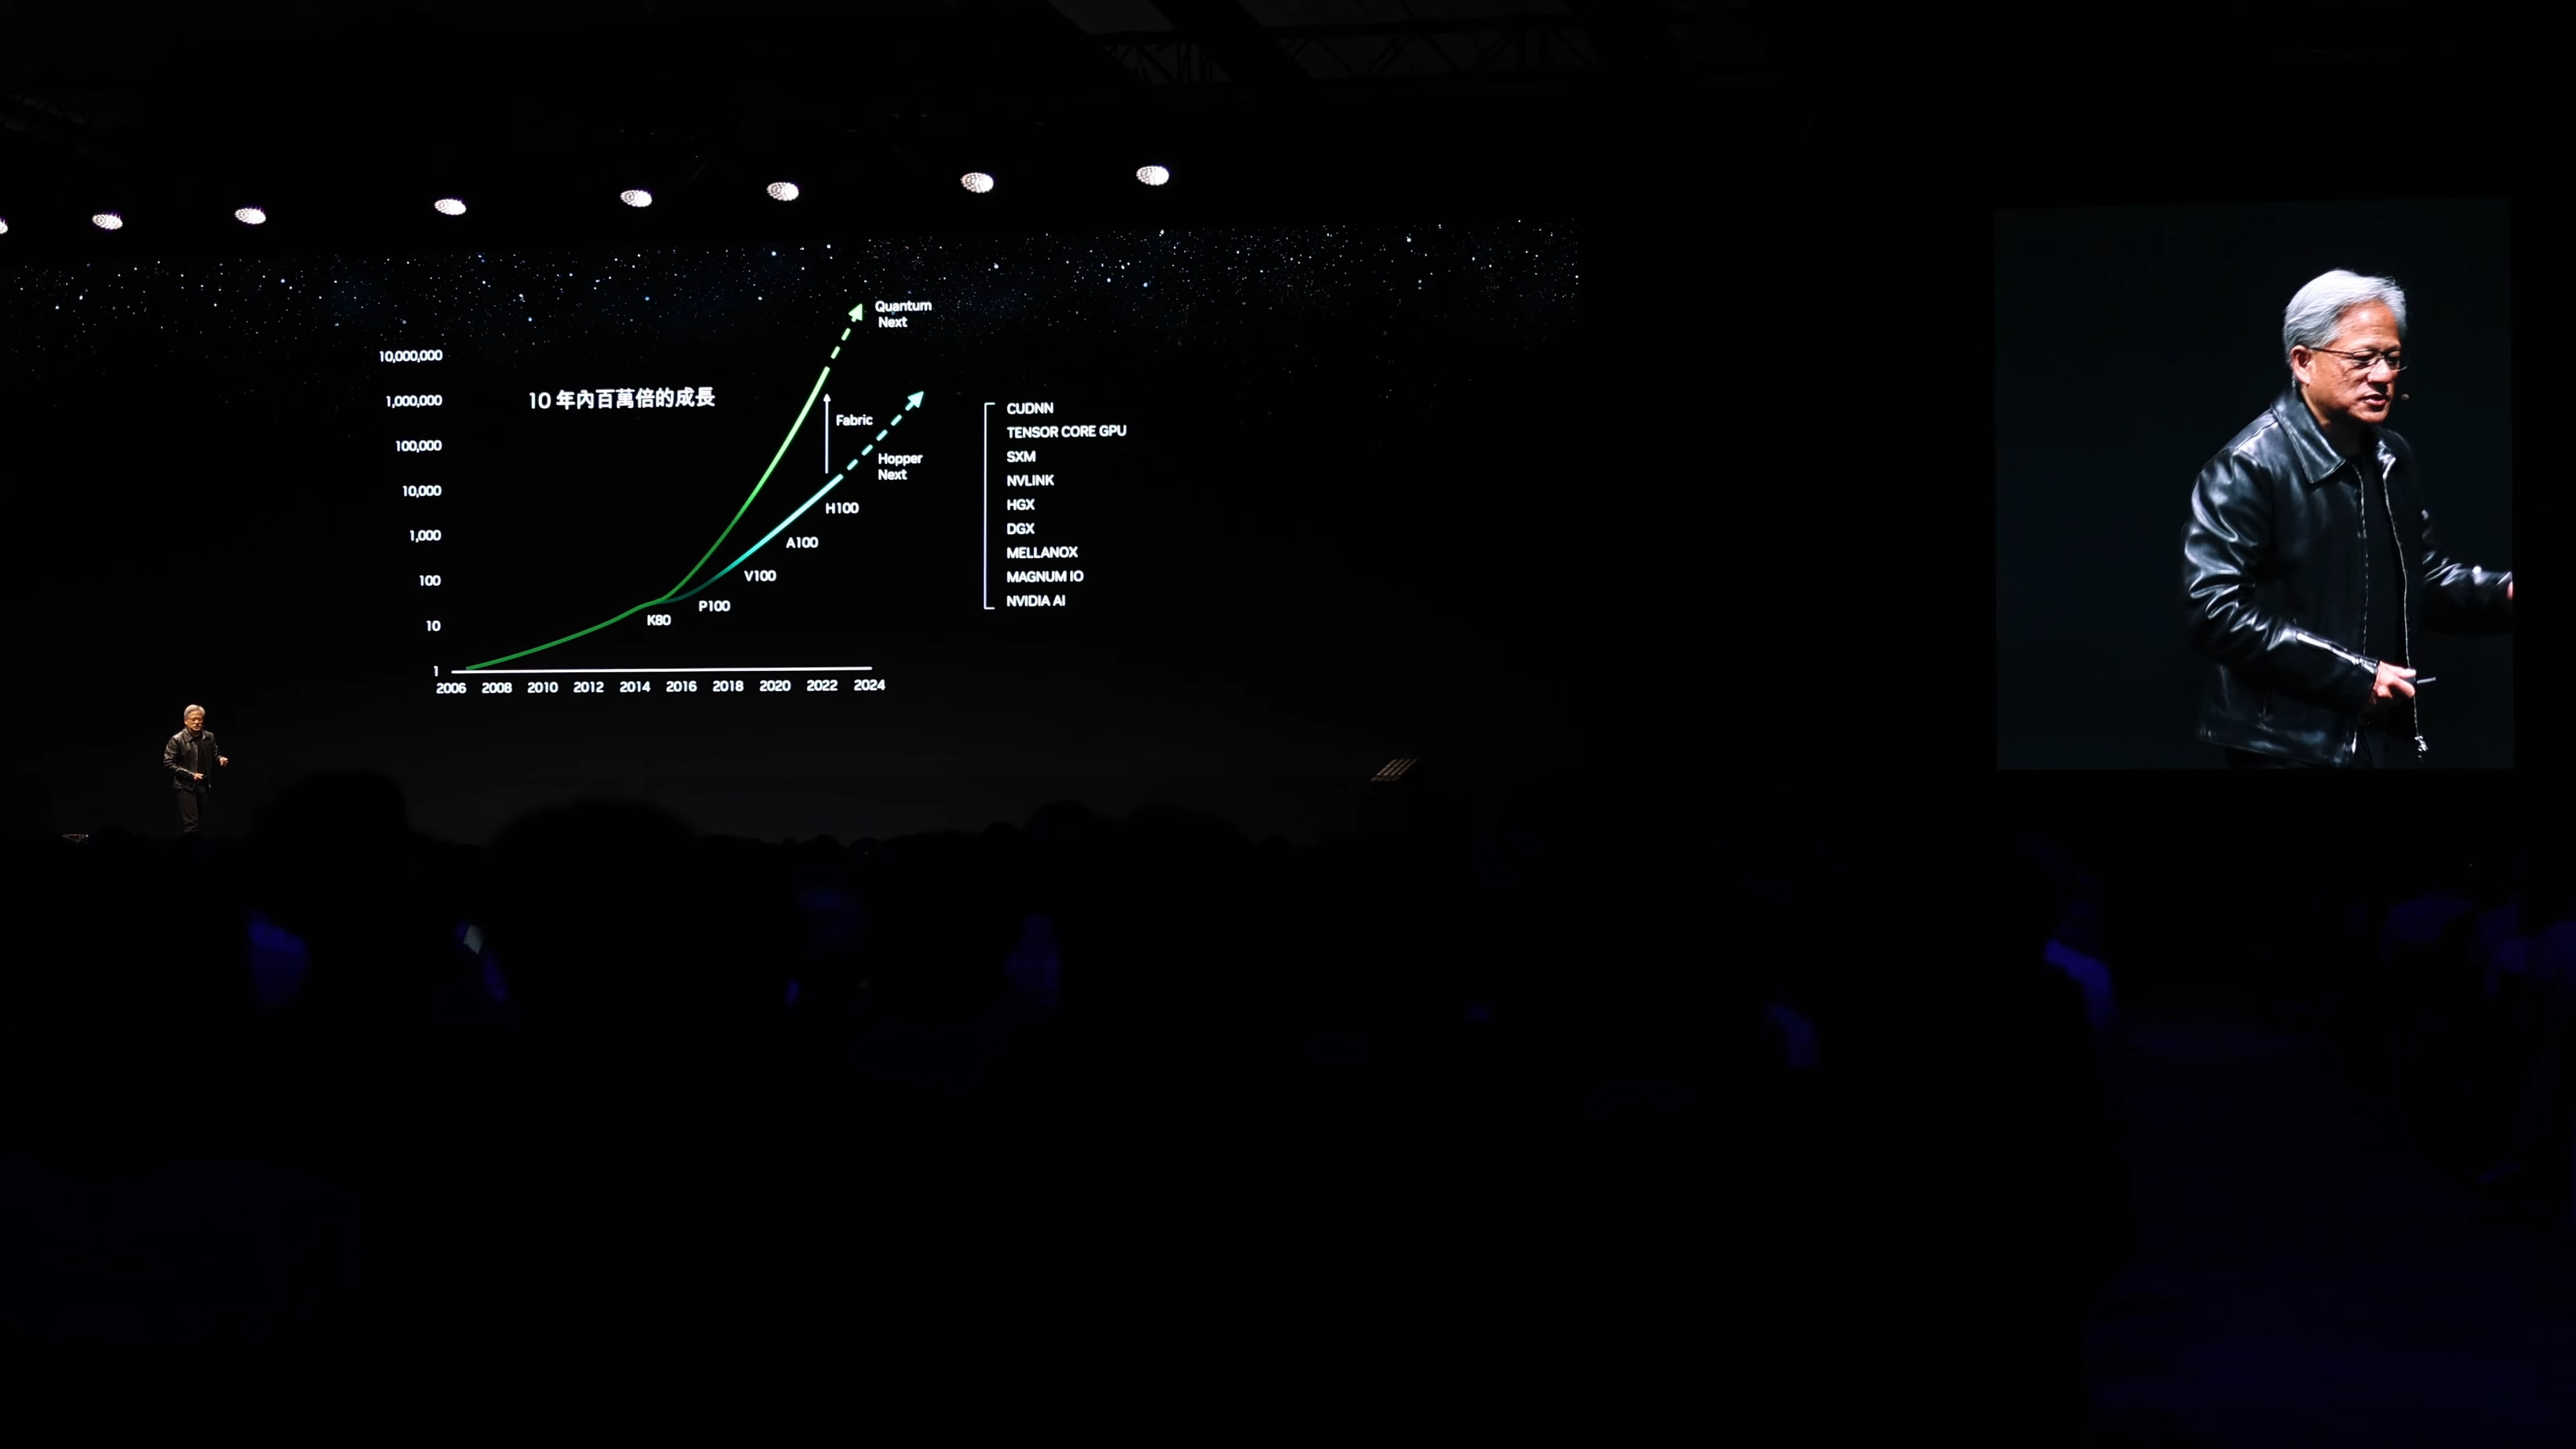 10 年內百萬倍的成長
10,000,000
1,000,000
100,000
10,000
1,000
100
10
1
2006 2008 2010 2012 2014 2016 2018 2020 2022 2024
Quantum
Next
Fabric
Hopper
Next
H100
A100
V100
P100
K80
CUDNN
TENSOR CORE GPU
SXM
NVLINK
HGX
DGX
MELLANOX
MAGNUM IO
NVIDIA AI